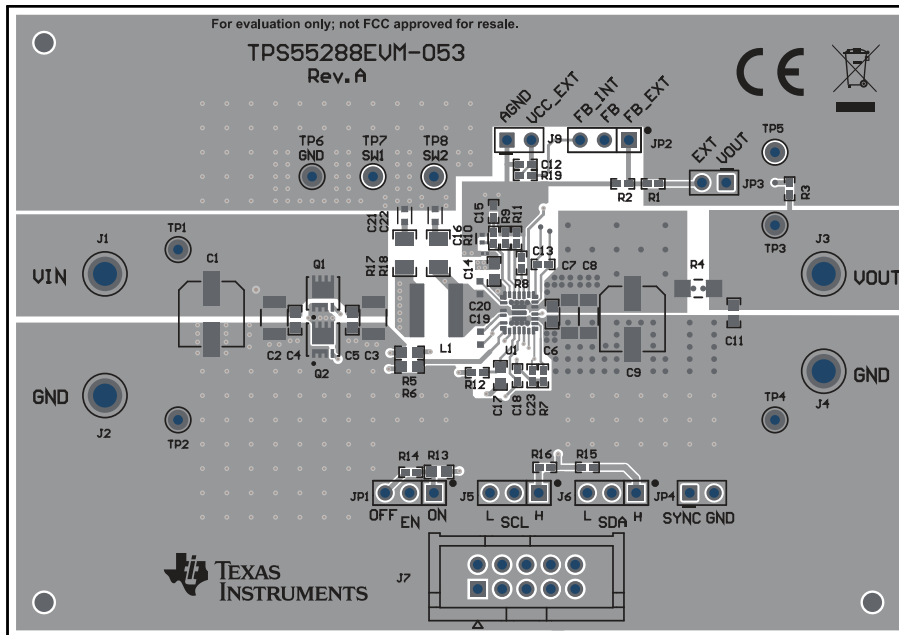 For evaluation only; not FCC approved for resale.
TPS55288EVM-053
Rev.A
AGND
VCC_EXT
FB_INT
FB
FB_EXT
J9
JP2
TP6
GND
TP7
SW1
TP8
SW2
C12
R19
EXT
VOUT
JP3
TP5
R2
R1
R3
C21
C22
C15
R9
R11
R10
C16
J1
TP1
TP3
J3
C1
Q1
R17
R18
C14
C13
R8
C7
C8
R4
VIN
VOUT
C20
C19
C2
C4
C5
C3
L1
U1
C6
C9
C11
Q2
R5
R6
R12
C17
C18
C23
R7
GND
J2
TP2
TP4
J4
GND
R14
R13
R16
R15
JP1
J5
J6
JP4
OFF
EN
ON
L
SCL
H
L
SDA
H
SYNC
GND
TEXAS
INSTRUMENTS
J7